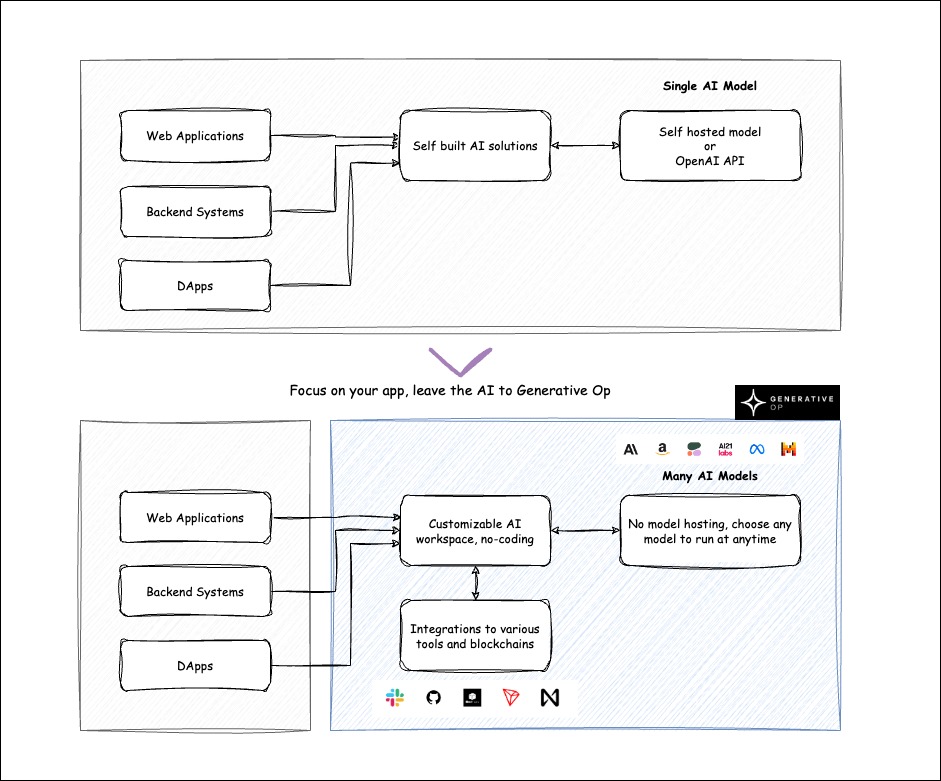 Single AI Model
Web Applications
Self built AI solutions
Self hosted model
or
OpenAI API
Backend Systems
DApps
Focus on your app, leave the AI to Generative Op
GENERATIVE
OP
AI21
labs
Many AI Models
Web Applications
Customizable AI
workspace, no-coding
No model hosting, choose any
model to run at anytime
Backend Systems
Integrations to various
tools and blockchains
DApps